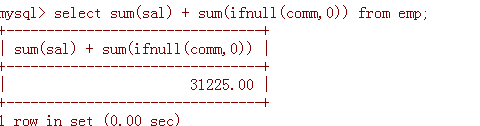 mysql> select sum(sal) + sum(ifnull(comm,0)) from emp;
+--------------------------------+
| sum(sal) + sum(ifnull(comm,0)) |
+--------------------------------+
|                       31225.00 |
+--------------------------------+
1 row in set (0.00 sec)